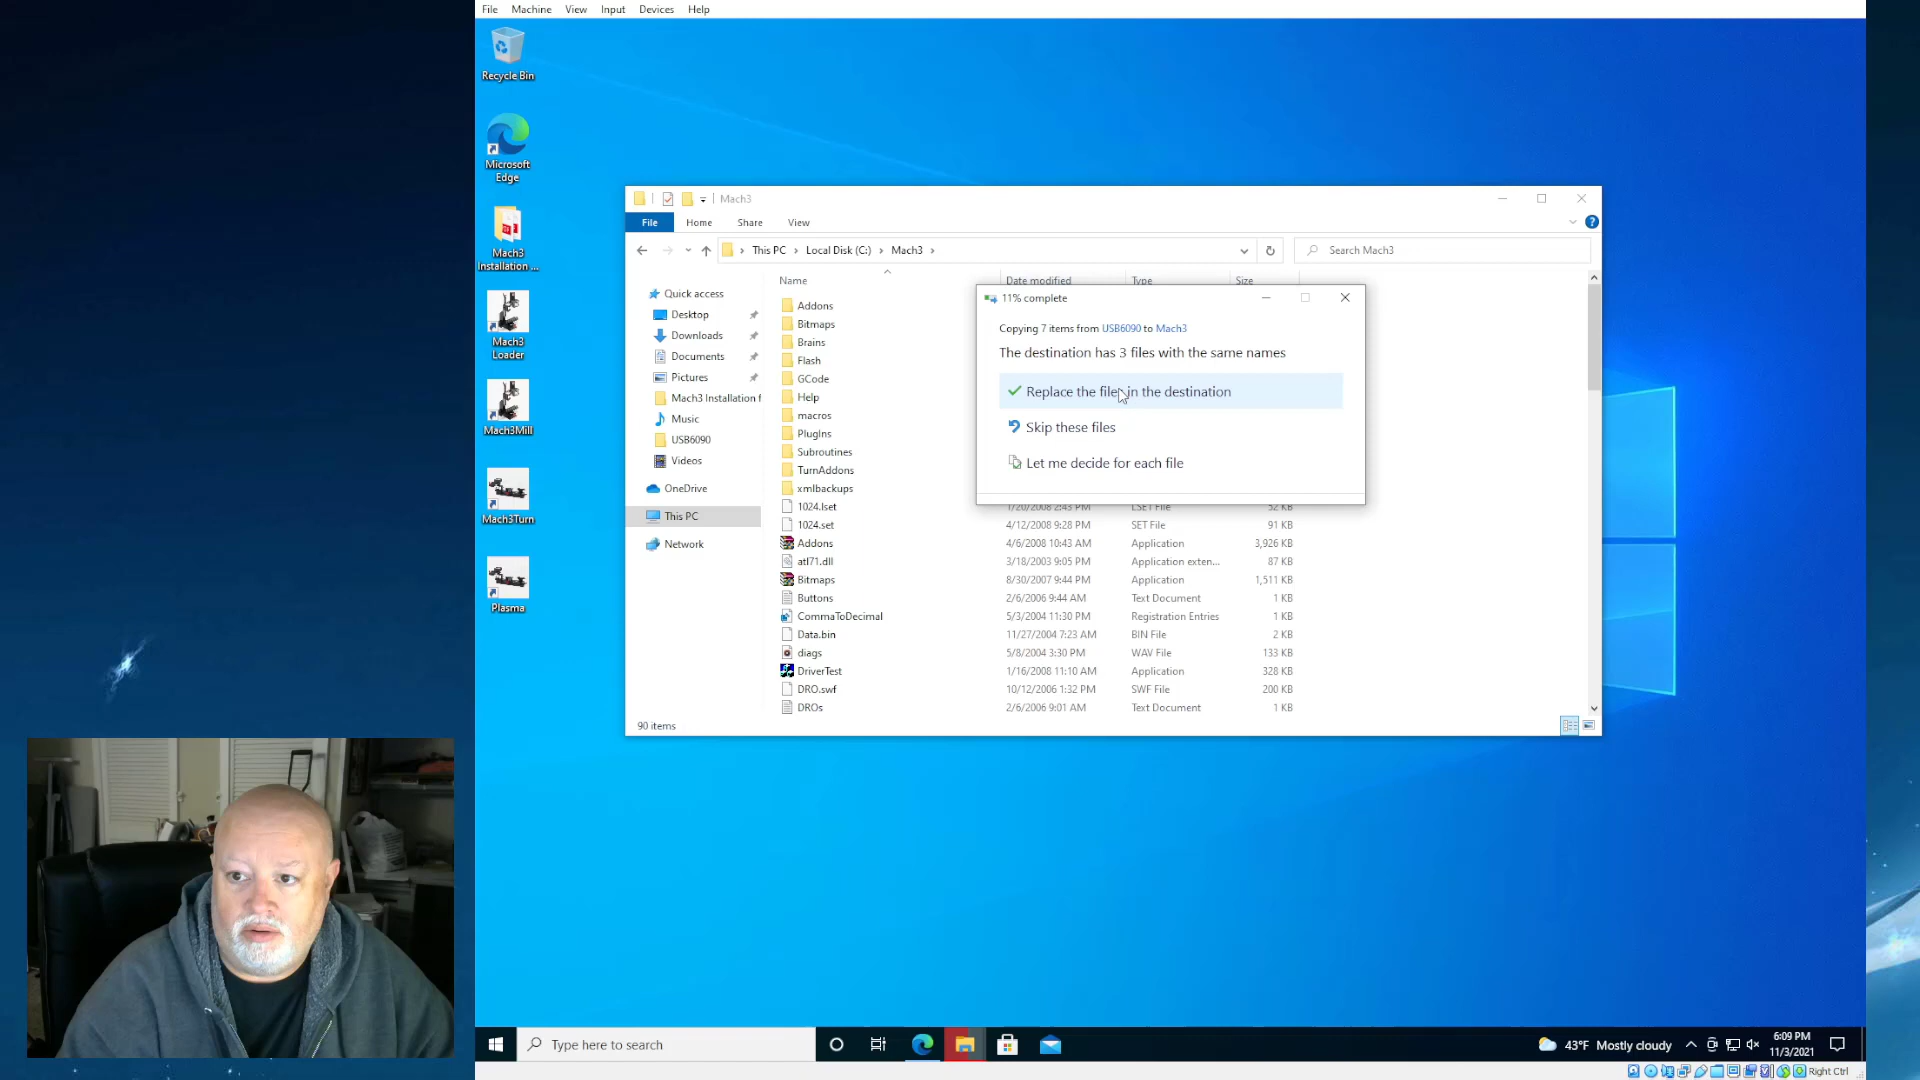 File Machine View Input Devices Help
Recycle Bin
Microsoft
Edge
Mach3
Installation ...
Mach3
Loader
Mach3Mill
Mach3Turn
Plasma
Mach3
File Home Share View
This PC Local Disk (C:) Mach3
Search Mach3
Quick access
Desktop
Downloads
Documents
Pictures
Mach3 Installation f
Music
USB6090
Videos
OneDrive
This PC
Network
Name Date modified Type Size
Addons
Bitmaps
Brains
Flash
GCode
Help
macros
PlugIns
Subroutines
TurnAddons
xmlbackups
1024.lset 1/20/2008 2:43 PM LSET File 52 KB
1024.set 4/12/2008 9:28 PM SET File 91 KB
Addons 4/6/2008 10:43 AM Application 3,926 KB
atl71.dll 3/18/2003 9:05 PM Application exten... 87 KB
Bitmaps 8/30/2007 9:44 PM Application 1,511 KB
Buttons 2/6/2006 9:44 AM Text Document 1 KB
CommaToDecimal 5/3/2004 11:30 PM Registration Entries 1 KB
Data.bin 11/27/2004 7:23 AM BIN File 2 KB
diags 5/8/2004 3:30 PM WAV File 133 KB
DriverTest 1/16/2008 11:10 AM Application 328 KB
DRO.swf 10/12/2006 1:32 PM SWF File 200 KB
DROs 2/6/2006 9:01 AM Text Document 1 KB
90 items
11% complete
Copying 7 items from USB6090 to Mach3
The destination has 3 files with the same names
Replace the files in the destination
Skip these files
Let me decide for each file
Type here to search
43°F Mostly cloudy
6:09 PM
11/3/2021
Right Ctrl